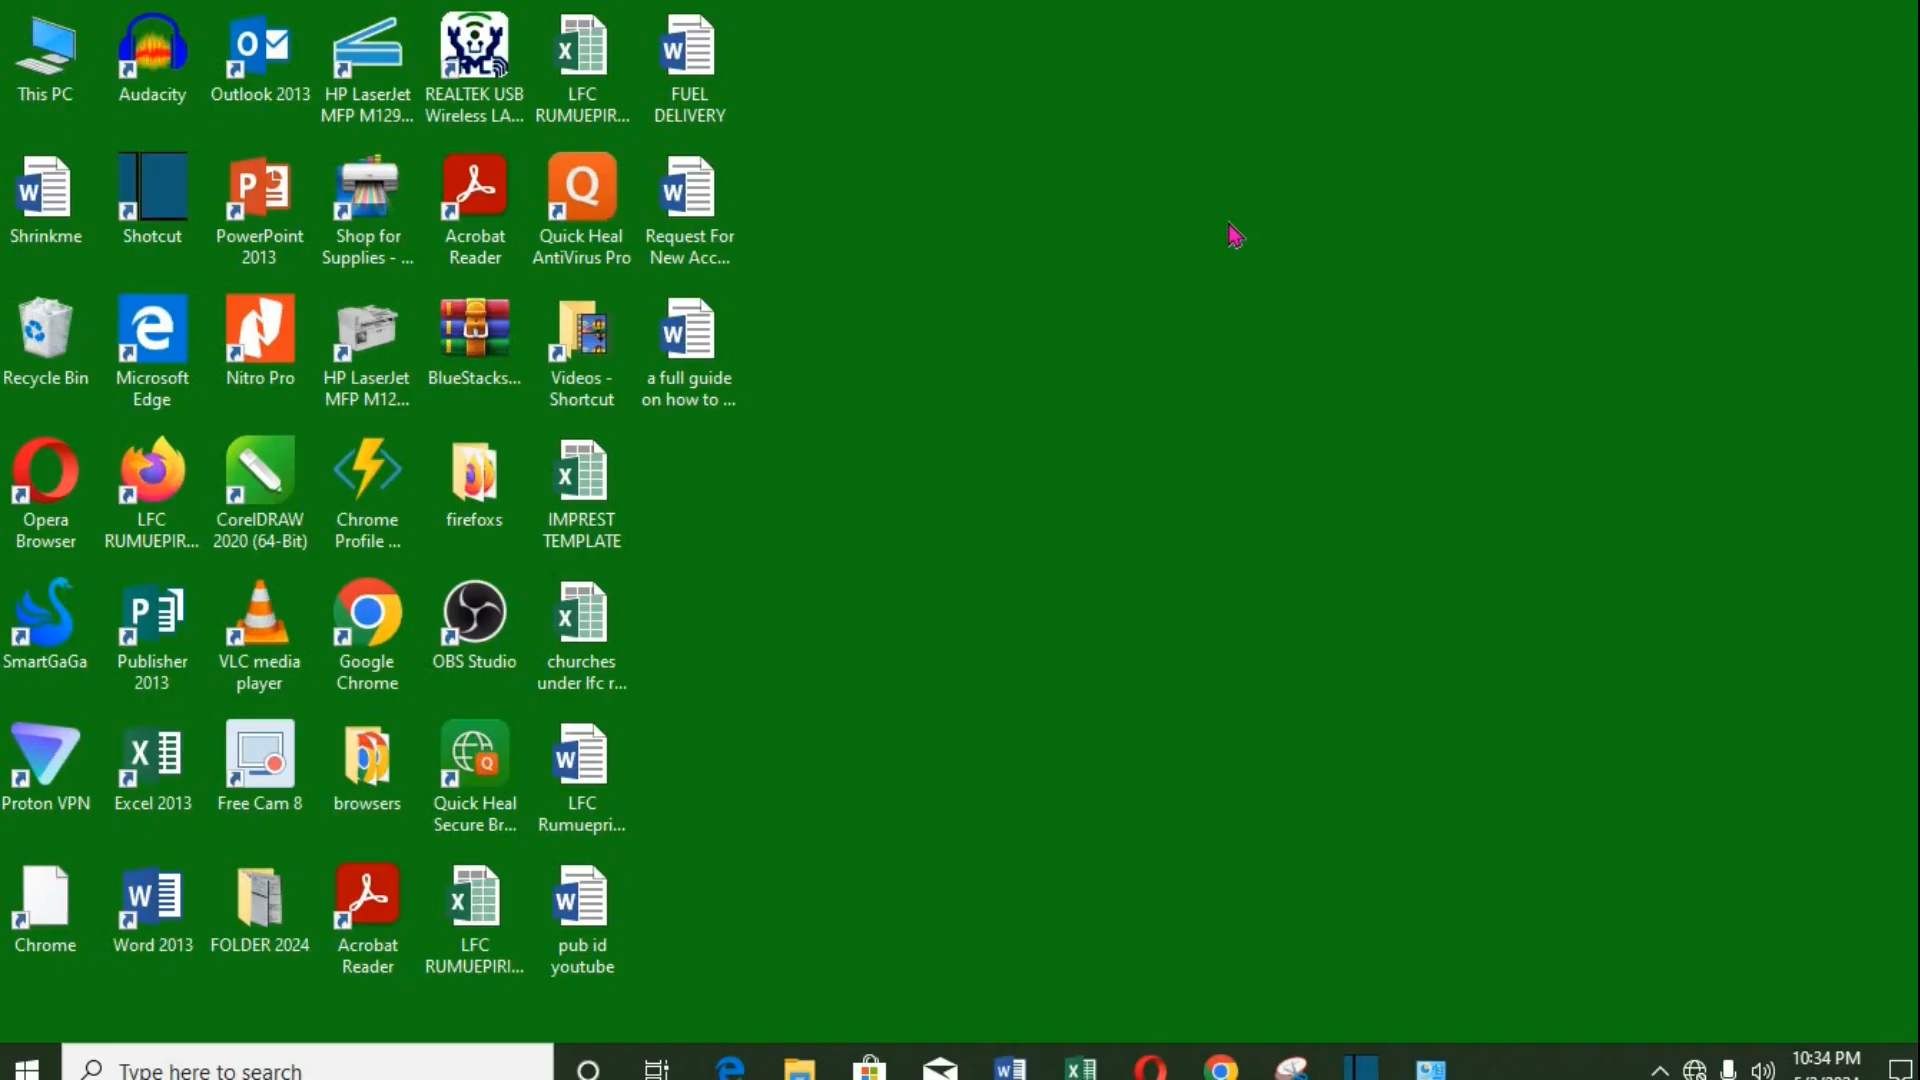 This PC
Audacity
Outlook 2013
HP LaserJet
MFP M129...
REALTEK USB
Wireless LA...
LFC
RUMUEPIR...
FUEL
DELIVERY
Shrinkme
Shotcut
PowerPoint
2013
Shop for
Supplies - ...
Acrobat
Reader
Quick Heal
AntiVirus Pro
Request For
New Acc...
Recycle Bin
Microsoft
Edge
Nitro Pro
HP LaserJet
MFP M12...
BlueStacks...
Videos -
Shortcut
a full guide
on how to ...
Opera
Browser
LFC
RUMUEPIR...
CorelDRAW
2020 (64-Bit)
Chrome
Profile ...
firefoxs
IMPREST
TEMPLATE
SmartGaGa
Publisher
2013
VLC media
player
Google
Chrome
OBS Studio
churches
under lfc r...
Proton VPN
Excel 2013
Free Cam 8
browsers
Quick Heal
Secure Br...
LFC
Rumuepri...
Chrome
Word 2013
FOLDER 2024
Acrobat
Reader
LFC
RUMUEPIRI...
pub id
youtube
Type here to search
10:34 PM